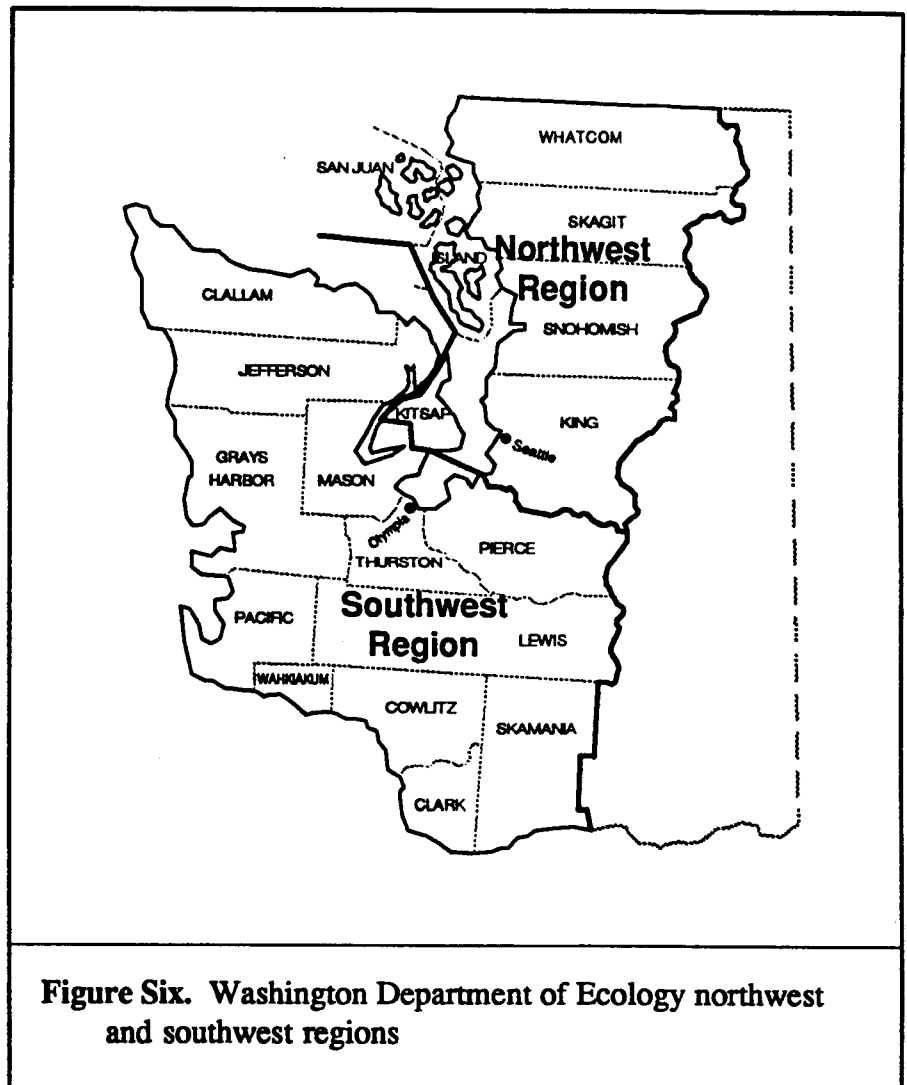 WHATCOM
SAN JUAN
SKAGIT
Northwest
Region
ISLAND
CLALLAM
SNOHOMISH
JEFFERSON
KITSAP
KING
Seattle
GRAYS
HARBOR
MASON
Olympia
PIERCE
THURSTON
Southwest
Region
PACIFIC
LEWIS
WAHKIAKUM
COWLITZ
SKAMANIA
CLARK
Figure Six. Washington Department of Ecology northwest
and southwest regions